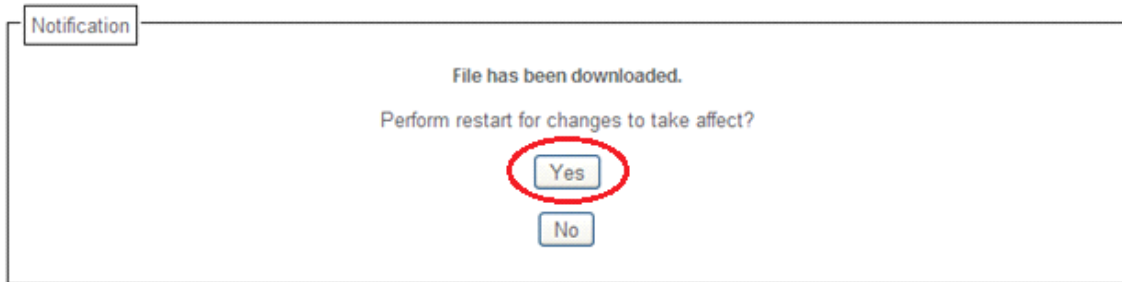 Notification
File has been downloaded.
Perform restart for changes to take affect?
Yes
No